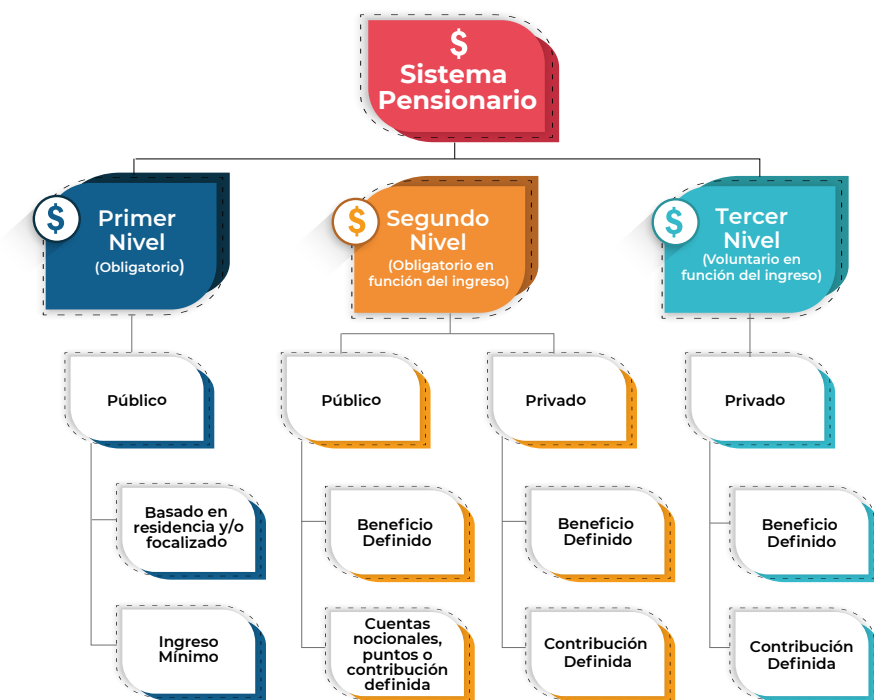 $
Sistema
Pensionario
$
Primer
Nivel
(Obligatorio)
$
Segundo
Nivel
(Obligatorio en
función del ingreso)
$
Tercer
Nivel
(Voluntario en
función del ingreso)
Público
Público
Privado
Privado
Basado en
residencia y/o
focalizado
Beneficio
Definido
Beneficio
Definido
Beneficio
Definido
Ingreso
Mínimo
Cuentas
nocionales,
puntos o
contribución
definida
Contribución
Definida
Contribución
Definida